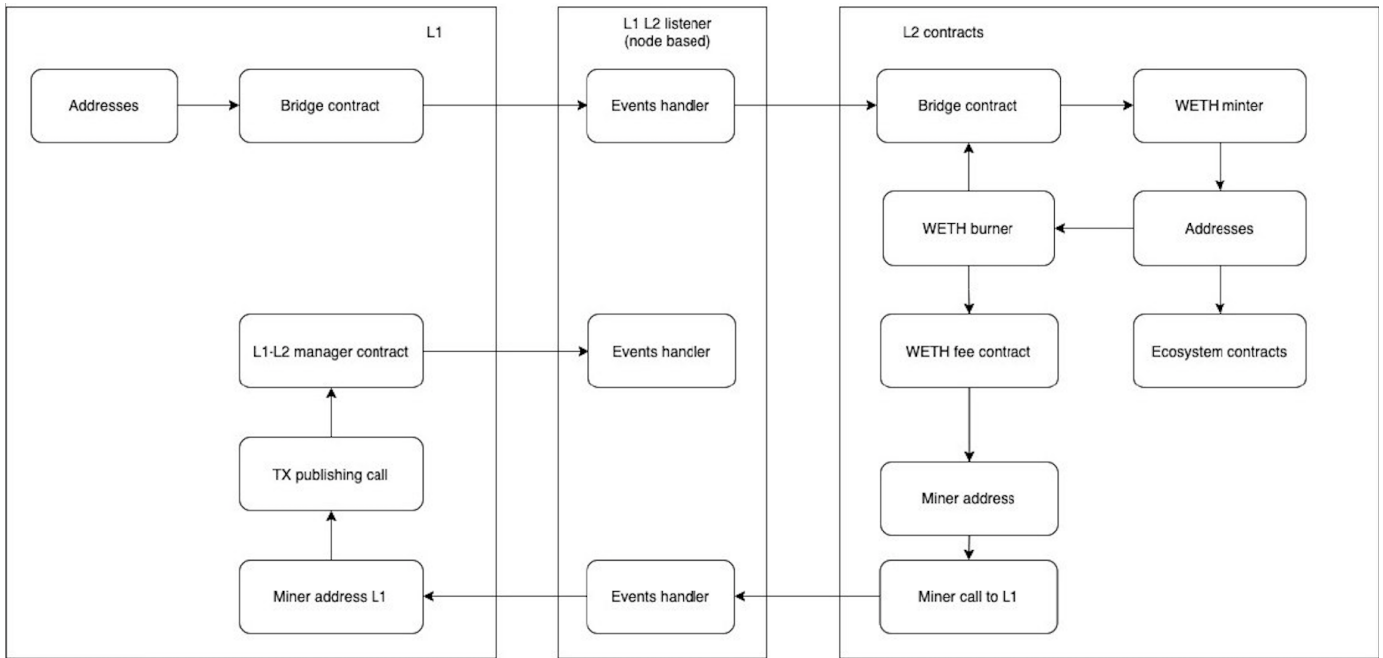 L1
L1 L2 listener
(node based)
L2 contracts
Addresses
Bridge contract
Events handler
Bridge contract
WETH minter
WETH burner
Addresses
L1-L2 manager contract
Events handler
WETH fee contract
Ecosystem contracts
TX publishing call
Miner address
Miner address L1
Events handler
Miner call to L1